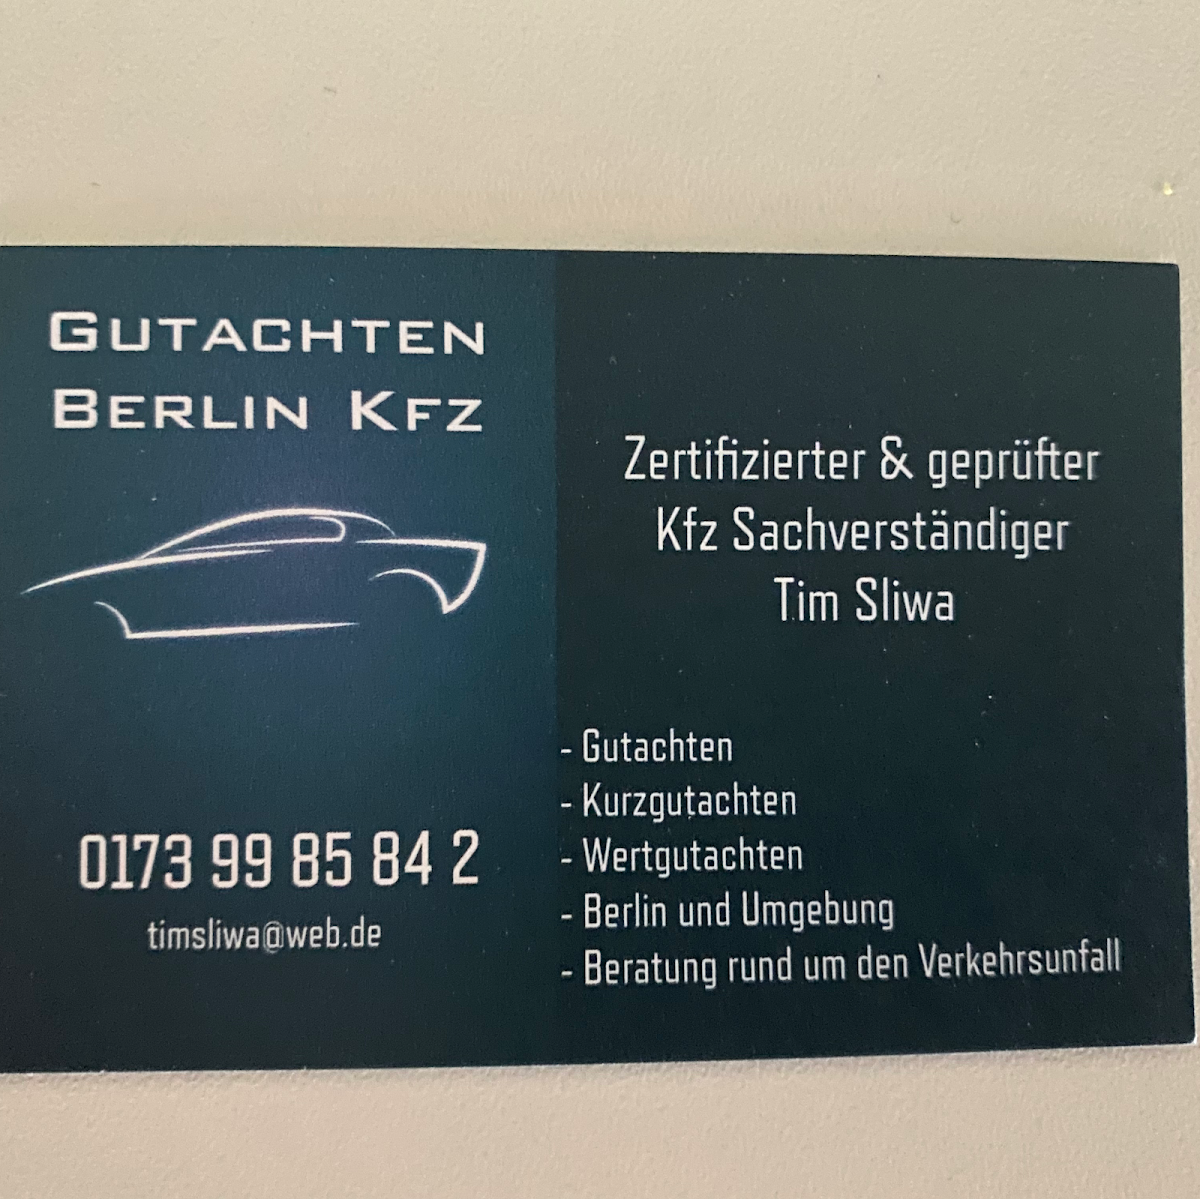 GUTACHTEN
BERLIN KFZ
0173 99 85 84 2
timsliwa@web.de
Zertifizierter & geprüfter
Kfz Sachverständiger
Tim Sliwa
- Gutachten
- Kurzgutachten
- Wertgutachten
- Berlin und Umgebung
- Beratung rund um den Verkehrsunfall